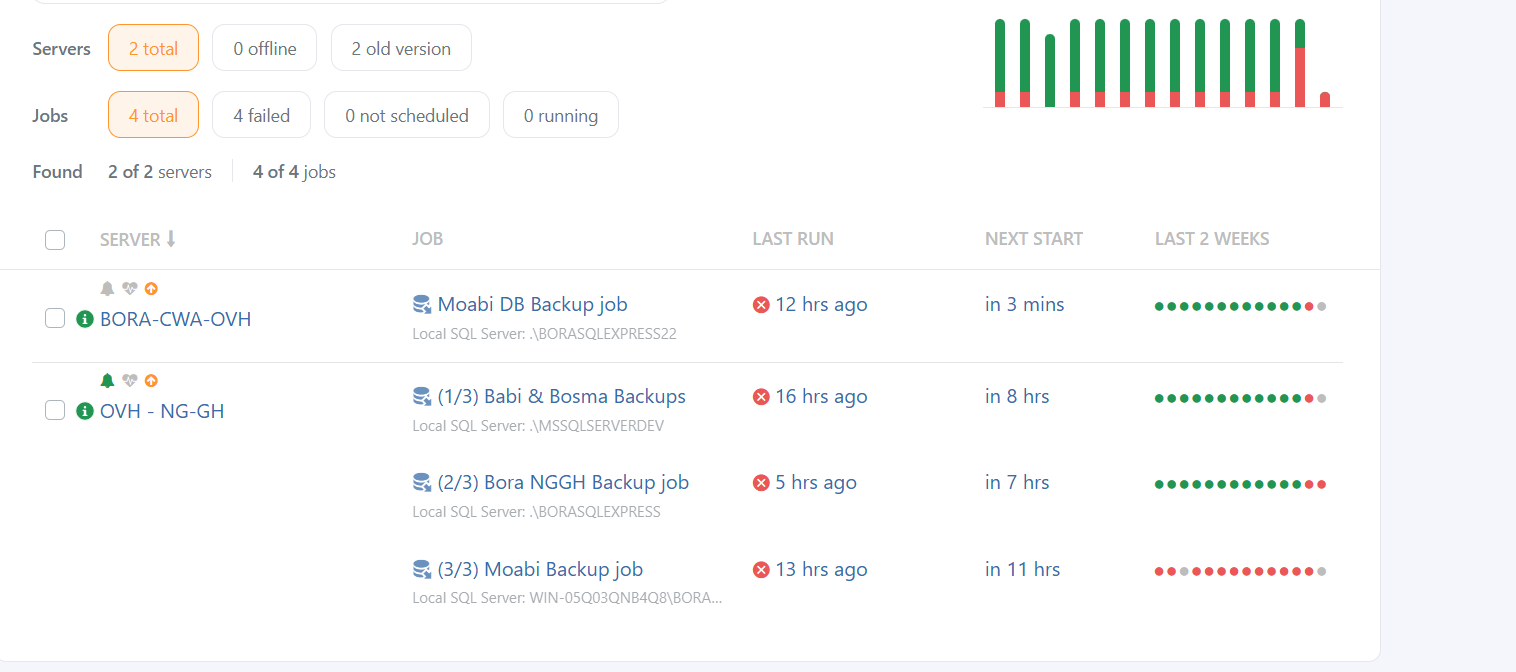 Servers 2 total 0 offline 2 old version
Jobs 4 total 4 failed 0 not scheduled 0 running
Found 2 of 2 servers 4 of 4 jobs
SERVER JOB LAST RUN NEXT START LAST 2 WEEKS
BORA-CWA-OVH
Moabi DB Backup job 12 hrs ago in 3 mins
Local SQL Server: .\BORASQLEXPRESS22
OVH - NG-GH
(1/3) Babi & Bosma Backups 16 hrs ago in 8 hrs
Local SQL Server: .\MSSQLSERVERDEV
(2/3) Bora NGGH Backup job 5 hrs ago in 7 hrs
Local SQL Server: .\BORASQLEXPRESS
(3/3) Moabi Backup job 13 hrs ago in 11 hrs
Local SQL Server: WIN-05Q03QNB4Q8\BORA...